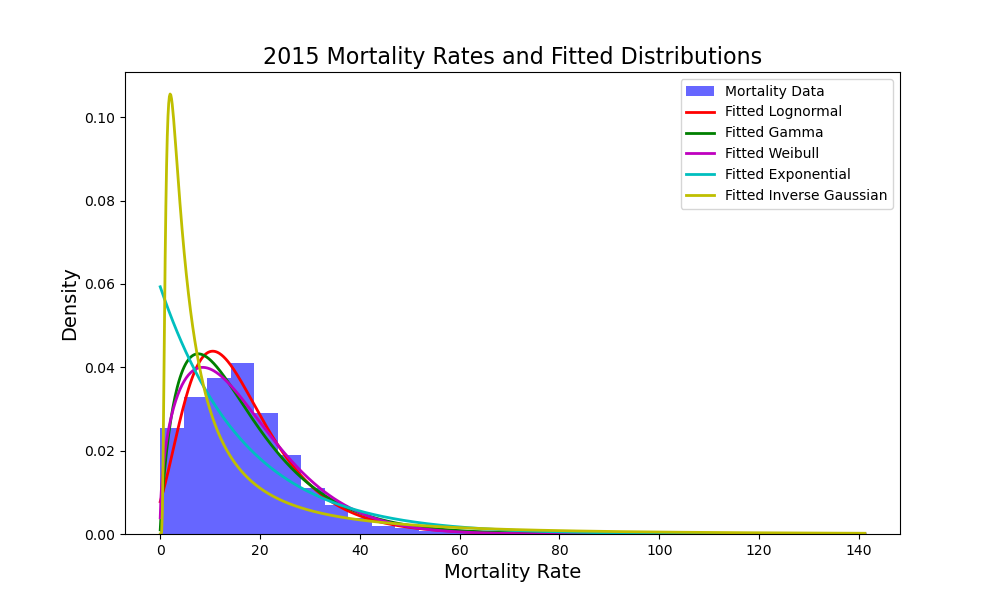 2015 Mortality Rates and Fitted Distributions
Mortality Data
Fitted Lognormal
Fitted Gamma
Fitted Weibull
Fitted Exponential
Fitted Inverse Gaussian
Density
0.10
0.08
0.06
0.04
0.02
0.00
0 20 40 60 80 100 120 140
Mortality Rate